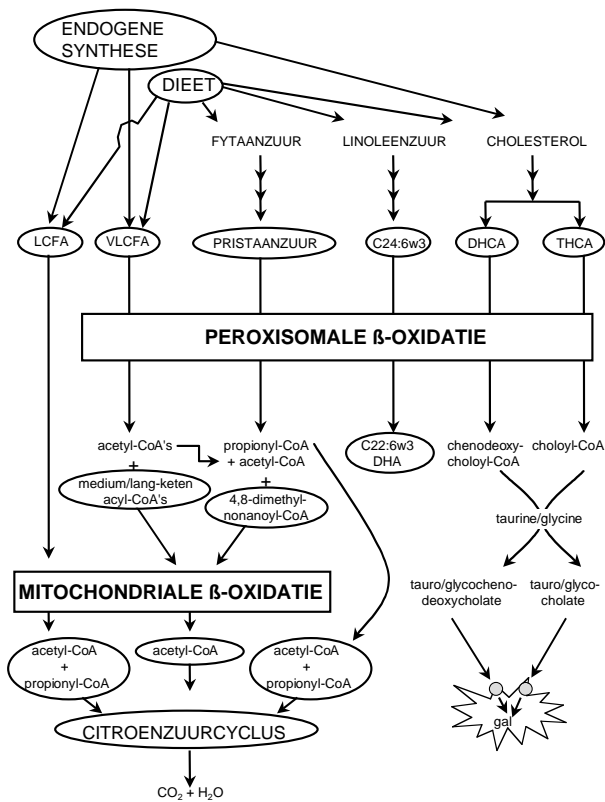 ENDOGENE
SYNTHESE
DIEET
FYTAANZUUR
LINOLEENZUUR
CHOLESTEROL
LCFA
VLCFA
PRISTAANZUUR
C24:6w3
DHCA
THCA
PEROXISOMALE ß-OXIDATIE
acetyl-CoA's
+
medium/lang-keten
acyl-CoA's
propionyl-CoA
+ acetyl-CoA
+
4,8-dimethyl-
nonanoyl-CoA
C22:6w3
DHA
chenodeoxy-
choloyl-CoA
choloyl-CoA
taurine/glycine
MITOCHONDRIALE ß-OXIDATIE
tauro/glycocheno-
deoxycholate
tauro/glyco-
cholate
acetyl-CoA
+
propionyl-CoA
acetyl-CoA
acetyl-CoA
+
propionyl-CoA
gal
CITROENZUURCYCLUS
CO₂ + H₂O